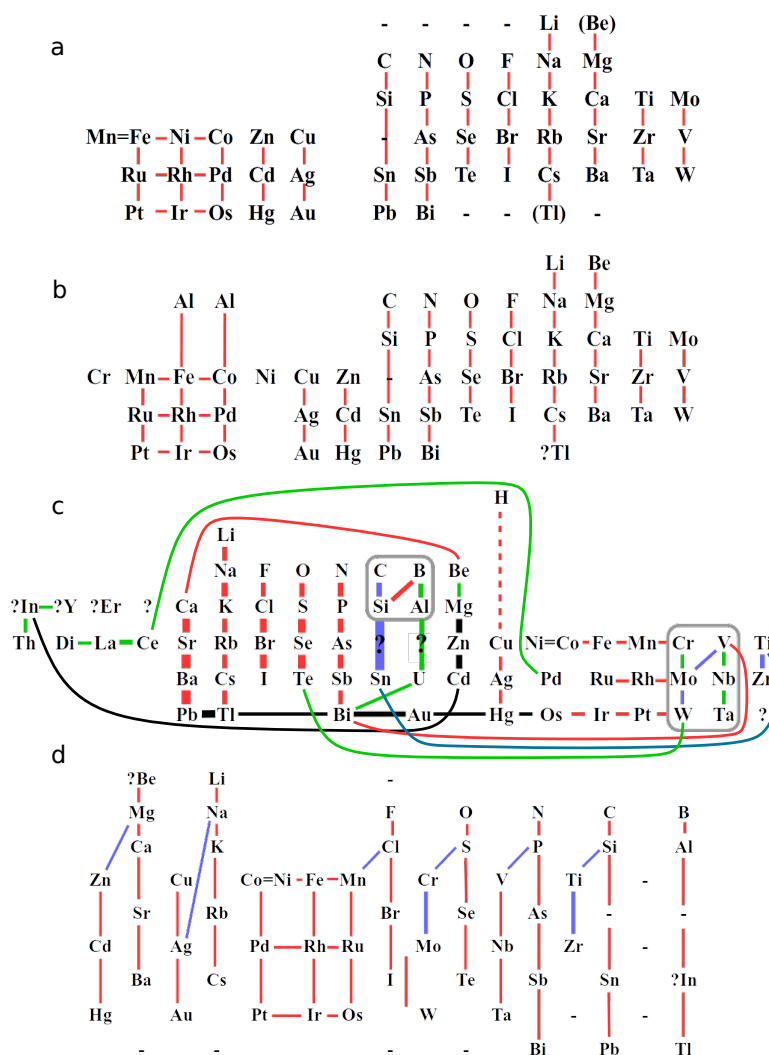 a
- - - - Li (Be)
C N O F Na Mg
Si P S Cl K Ca Ti Mo
Mn=Fe Ni Co Zn Cu - As Se Br Rb Sr Zr V
Ru Rh Pd Cd Ag Sn Sb Te I Cs Ba Ta W
Pt Ir Os Hg Au Pb Bi - - (Tl) -
b
Li Be
Al Al C N O F Na Mg
Si P S Cl K Ca Ti Mo
Cr Mn Fe Co Ni Cu Zn - As Se Br Rb Sr Zr V
Ru Rh Pd Ag Cd Sn Sb Te I Cs Ba Ta W
Pt Ir Os Au Hg Pb Bi ?Tl
c
H
Li
Na F O N C B Be
?In ?Y ?Er ? Ca K Cl S P Si Al Mg
Th Di La Ce Sr Rb Br Se As ? ? Zn Cu Ni=Co Fe Mn Cr V Ti
Ba Cs I Te Sb Sn U Cd Ag Pd Ru Rh Mo Nb Zr
Pb Tl Bi Au Hg Os Ir Pt W Ta ?
d
?Be Li -
Mg Na F O N C B
Ca K Cl S P Si Al
Zn Cu Co=Ni Fe Mn Cr V Ti -
Sr Rb Br Se As - -
Cd Ag Pd Rh Ru Mo Nb Zr -
Ba Cs I Te Sb Sn ?In
Hg Au Pt Ir Os W Ta - -
- - - - Bi Pb Tl